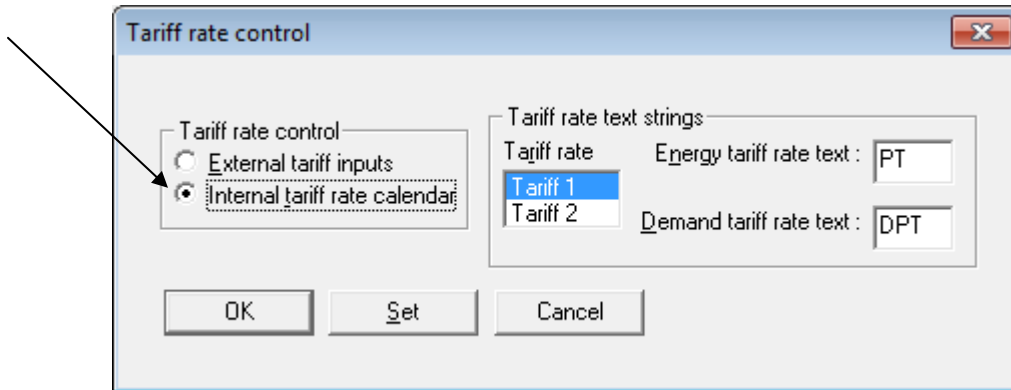 Tariff rate control
Tariff rate control
External tariff inputs
Internal tariff rate calendar
Tariff rate text strings
Tariff rate
Tariff 1
Tariff 2
Energy tariff rate text : PT
Demand tariff rate text : DPT
OK Set Cancel